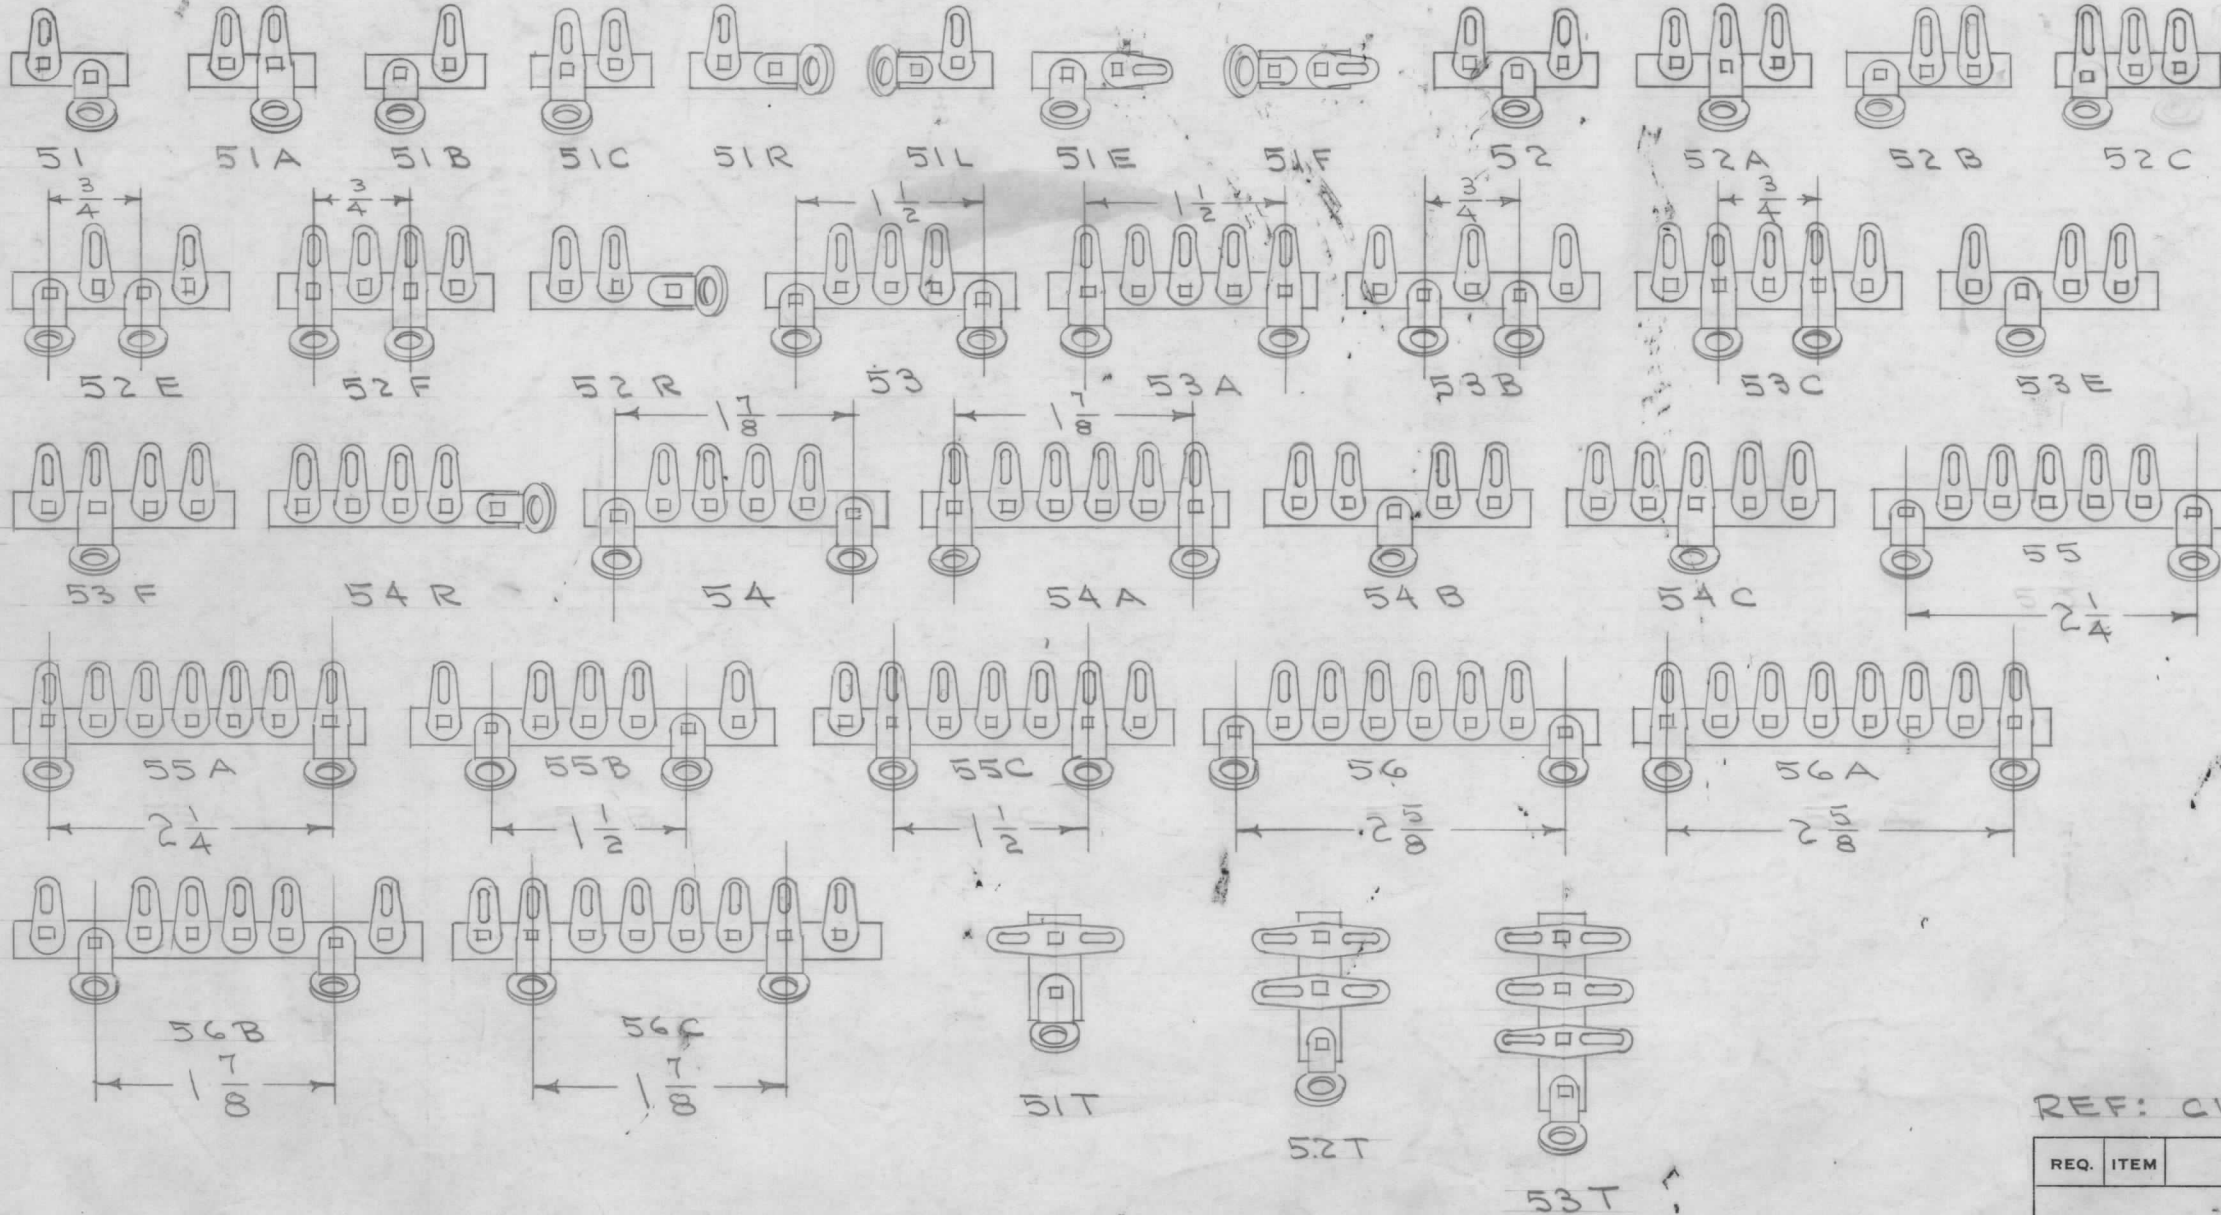 51 51A 51B 51C 51R 51L 51E 51F 52 52A 52B 52C
3/4 3/4 1 1/2 1 1/2 3/4 3/4
52E 52F 52R 53 53A 53B 53C 53E
1 7/8 1 7/8
53F 54R 54 54A 54B 54C 55
2 1/4
55A 55B 55C 56 56A
2 1/4 1 1/2 1 1/2 2 5/8 2 5/8
56B 56C
1 7/8 1 7/8
51T
52T
53T
REF:
REQ. ITEM